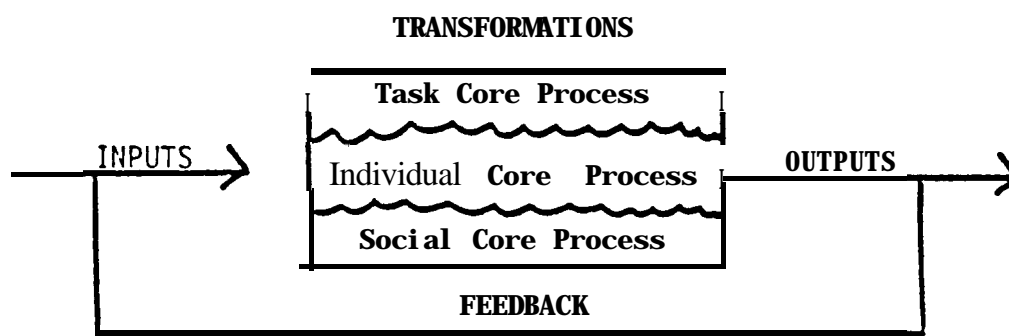 TRANSFORMATIONS
Task Core Process
INPUTS
Individual Core Process
OUTPUTS
Social Core Process
FEEDBACK